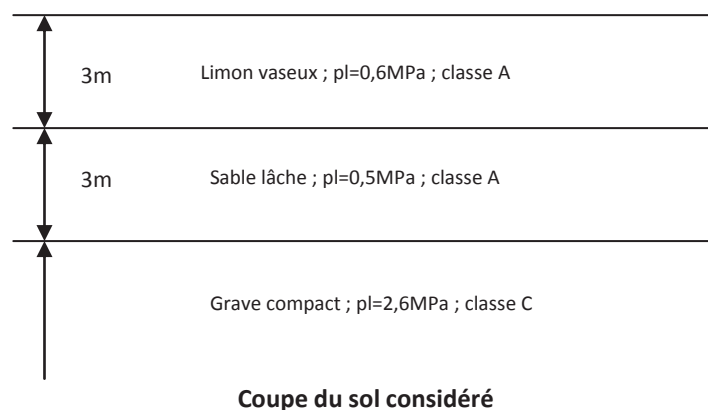 3m
Limon vaseux ; pl=0,6MPa ; classe A
3m
Sable lâche ; pl=0,5MPa ; classe A
Grave compact ; pl=2,6MPa ; classe C
Coupe du sol considéré